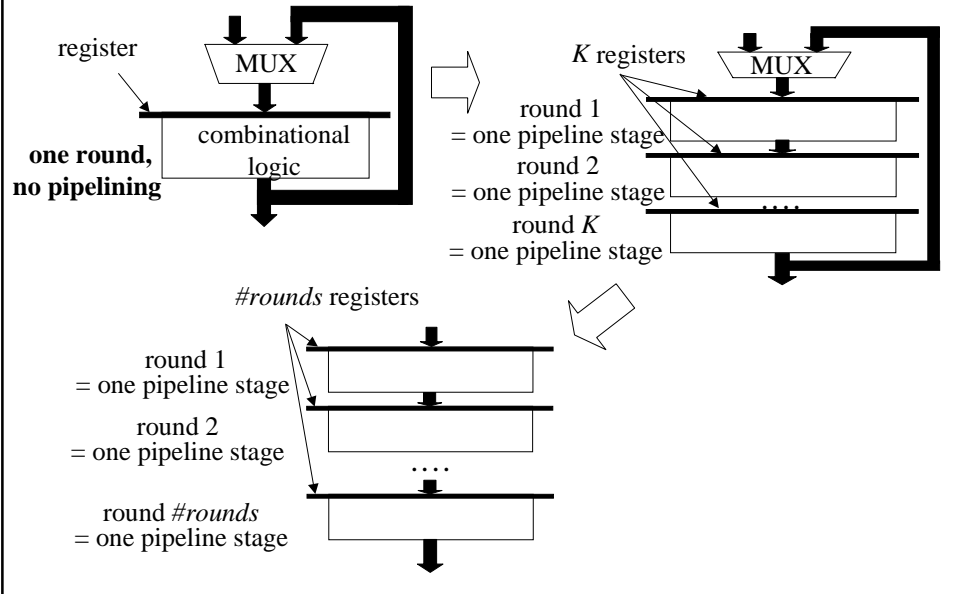 register
MUX
combinational
logic
one round,
no pipelining
K registers
MUX
round 1
= one pipeline stage
round 2
= one pipeline stage
....
round K
= one pipeline stage
#rounds registers
round 1
= one pipeline stage
round 2
= one pipeline stage
....
round #rounds
= one pipeline stage